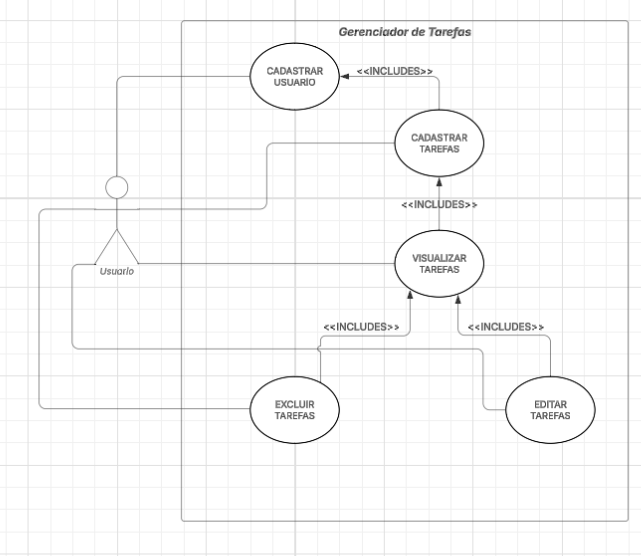 Gerenciador de Tarefas
CADASTRAR
USUARIO
<<INCLUDES>>
CADASTRAR
TAREFAS
<<INCLUDES>>
VISUALIZAR
TAREFAS
Usuario
<<INCLUDES>>
<<INCLUDES>>
EXCLUIR
TAREFAS
EDITAR
TAREFAS